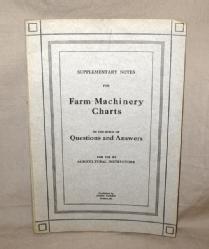 SUPPLEMENTARY NOTES
FOR
Farm Machinery
Charts
IN THE FORM OF
Questions and Answers
FOR USE BY
AGRICULTURAL INSTRUCTORS